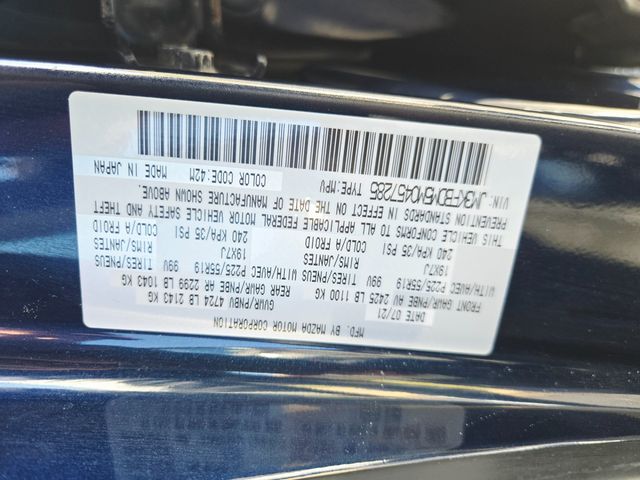 MFD. BY MAZDA MOTOR CORPORATION
DATE 07/21 GVWR/PNBV 4724 LB 2143 KG
FRONT GAWR/PNBE AV 2425 LB 1100 KG REAR GAWR/PNBE AR 2299 LB 1043 KG
WITH/AVEC P225/55R19 99V TIRES/PNEUS WITH/AVEC P225/55R19 99V TIRES/PNEUS
19X7J RIMS/JANTES 19X7J RIMS/JANTES
240 KPA/35 PSI COLD/A FROID 240 KPA/35 PSI COLD/A FROID
THIS VEHICLE CONFORMS TO ALL APPLICABLE FEDERAL MOTOR VEHICLE SAFETY AND THEFT
PREVENTION STANDARDS IN EFFECT ON THE DATE OF MANUFACTURE SHOWN ABOVE.
VIN: TYPE:MPV COLOR CODE:42M MADE IN JAPAN